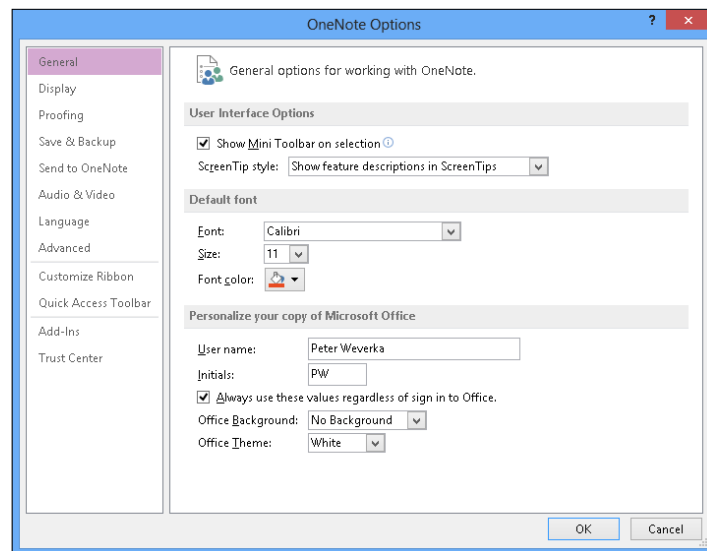 OneNote Options
?
General
Display
Proofing
Save & Backup
Send to OneNote
Audio & Video
Language
Advanced
Customize Ribbon
Quick Access Toolbar
Add-Ins
Trust Center
General options for working with OneNote.
User Interface Options
Show Mini Toolbar on selection
ScreenTip style: Show feature descriptions in ScreenTips
Default font
Font: Calibri
Size: 11
Font color:
Personalize your copy of Microsoft Office
User name: Peter Weverka
Initials: PW
Always use these values regardless of sign in to Office.
Office Background: No Background
Office Theme: White
OK Cancel